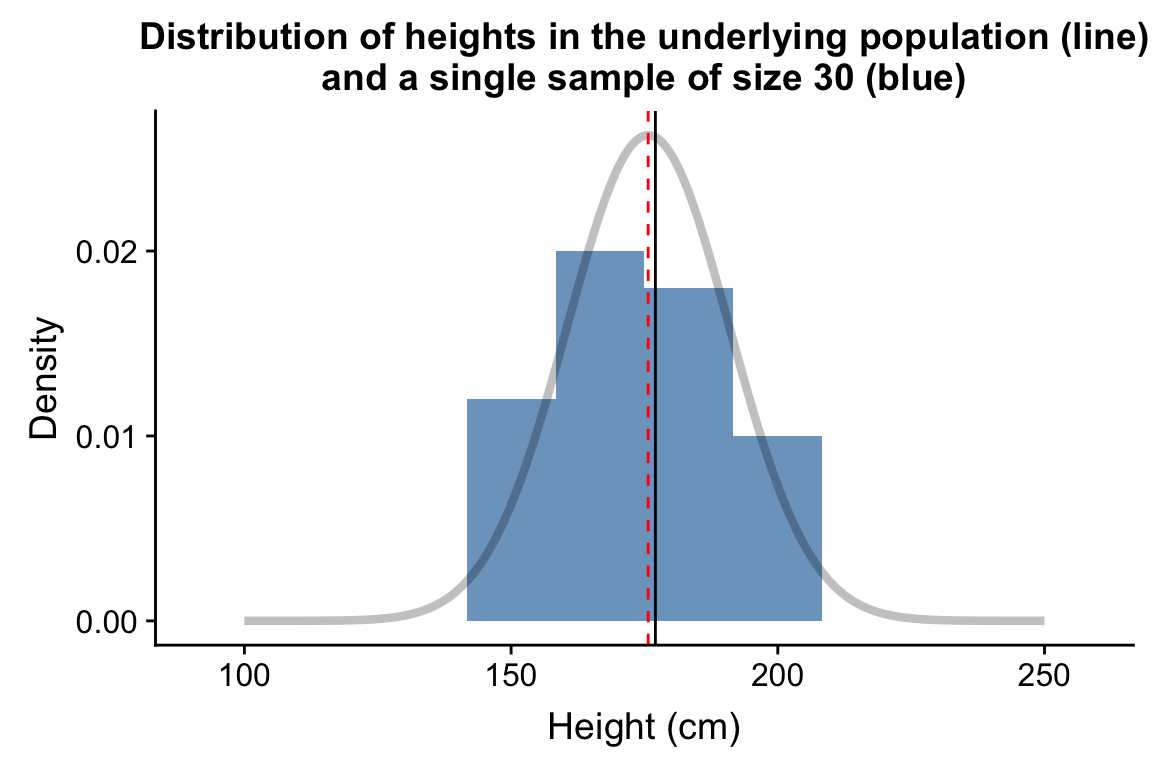 Distribution of heights in the underlying population (line)
and a single sample of size 30 (blue)
Density
0.02
0.01
0.00
100 150 200 250
Height (cm)